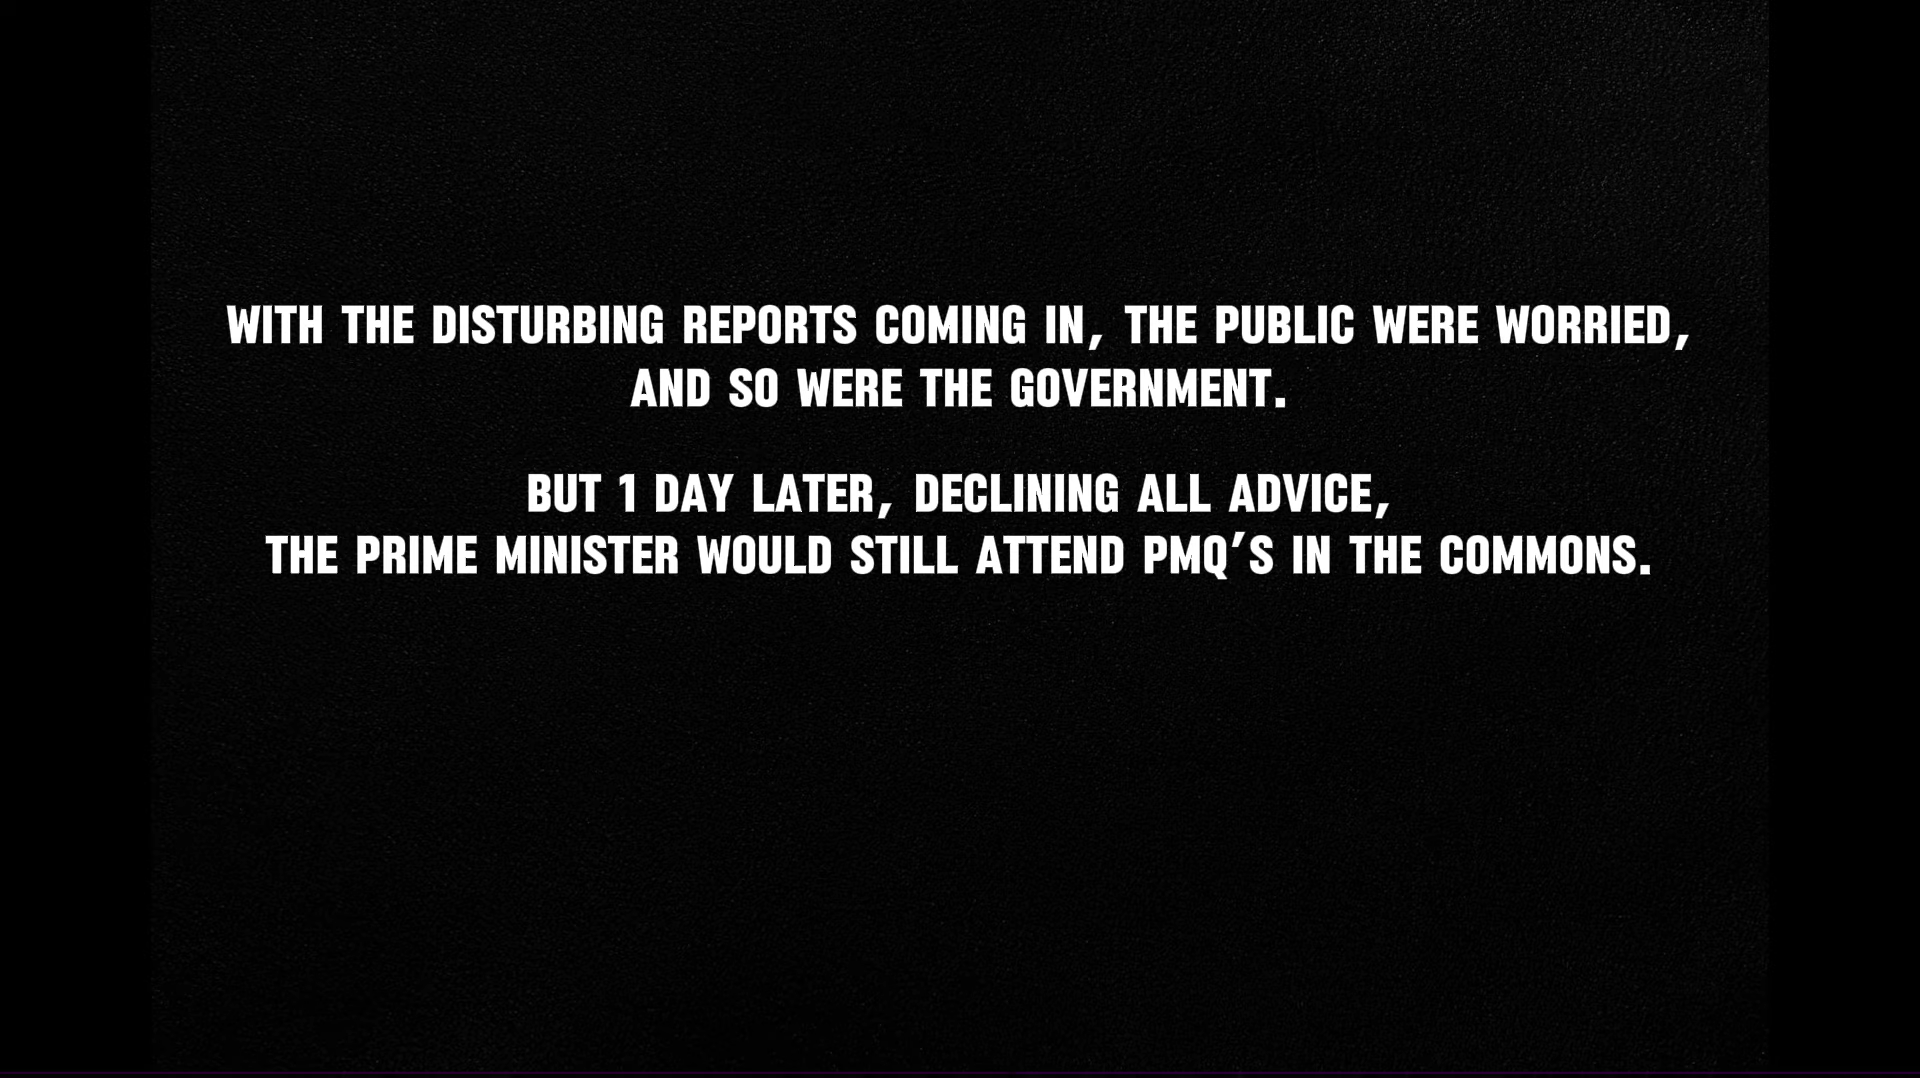 WITH THE DISTURBING REPORTS COMING IN, THE PUBLIC WERE WORRIED,
AND SO WERE THE GOVERNMENT.
BUT 1 DAY LATER, DECLINING ALL ADVICE,
THE PRIME MINISTER WOULD STILL ATTEND PMQ'S IN THE COMMONS.